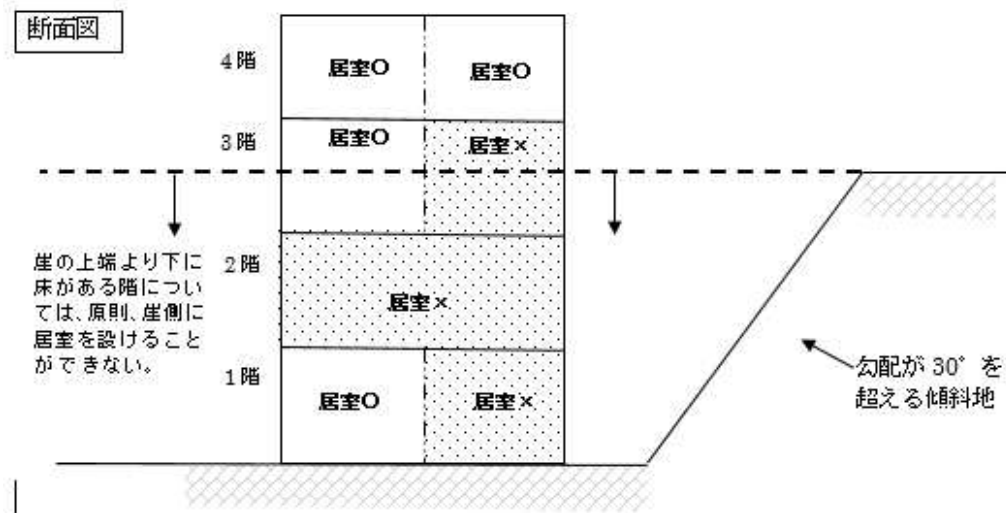 断面図
4階
居室O
居室O
3階
居室O
居室×
崖の上端より下に
床がある階につい
ては、原則、崖側に
居室を設けること
ができない。
2階
居室×
1階
居室O
居室×
勾配が 30°を
超える傾斜地